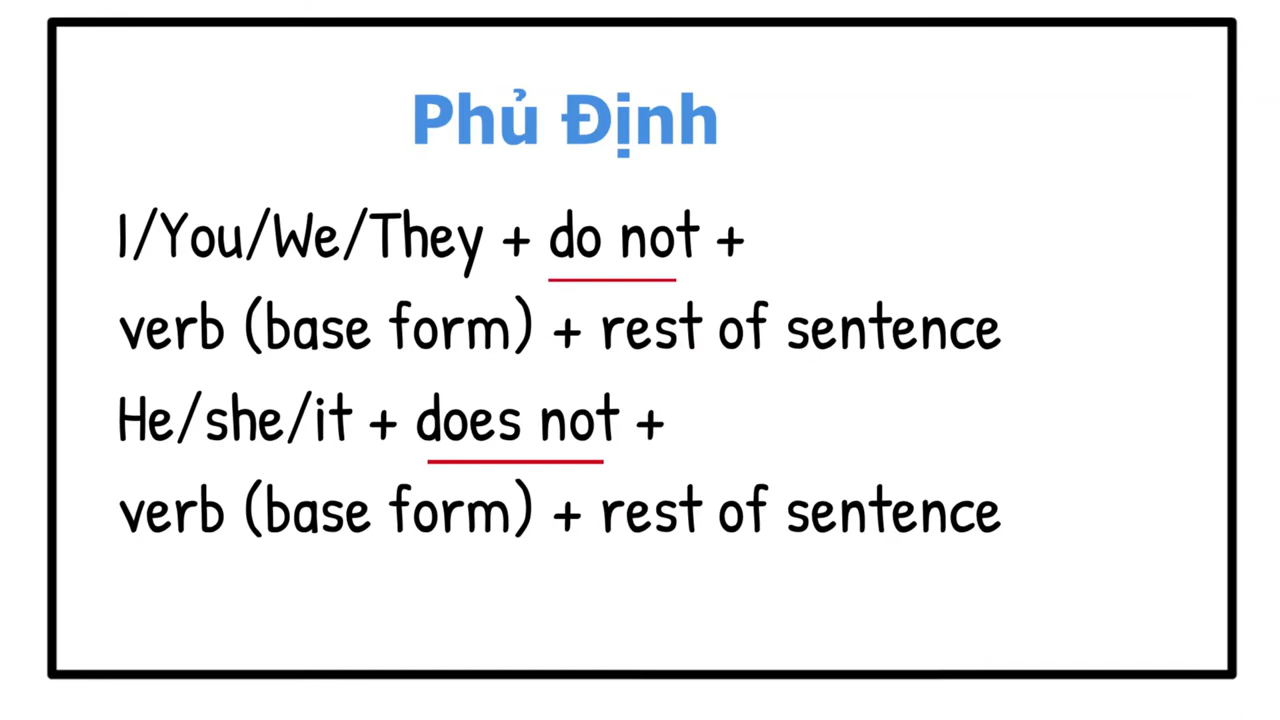 Phủ Định
I/You/We/They + do not +
verb (base form) + rest of sentence
He/she/it + does not +
verb (base form) + rest of sentence